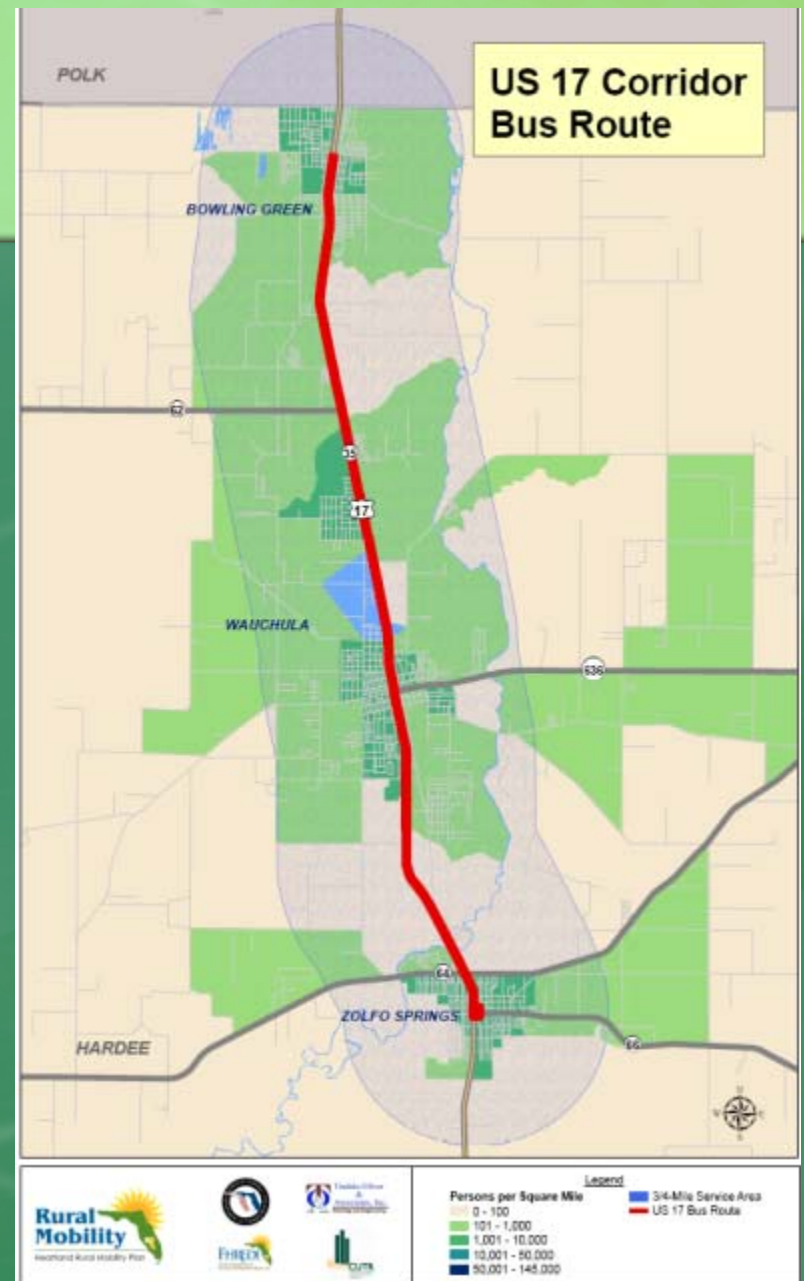 POLK
US 17 Corridor
Bus Route
BOWLING GREEN
62
35
17
WAUCHULA
636
64
ZOLFO SPRINGS
HARDEE
66
Rural
Mobility
Heartland Rural Mobility Plan
FHREDI
CUTR
Legend
Persons per Square Mile
0 - 100
101 - 1,000
1,001 - 10,000
10,001 - 50,000
50,001 - 145,000
3/4-Mile Service Area
US 17 Bus Route